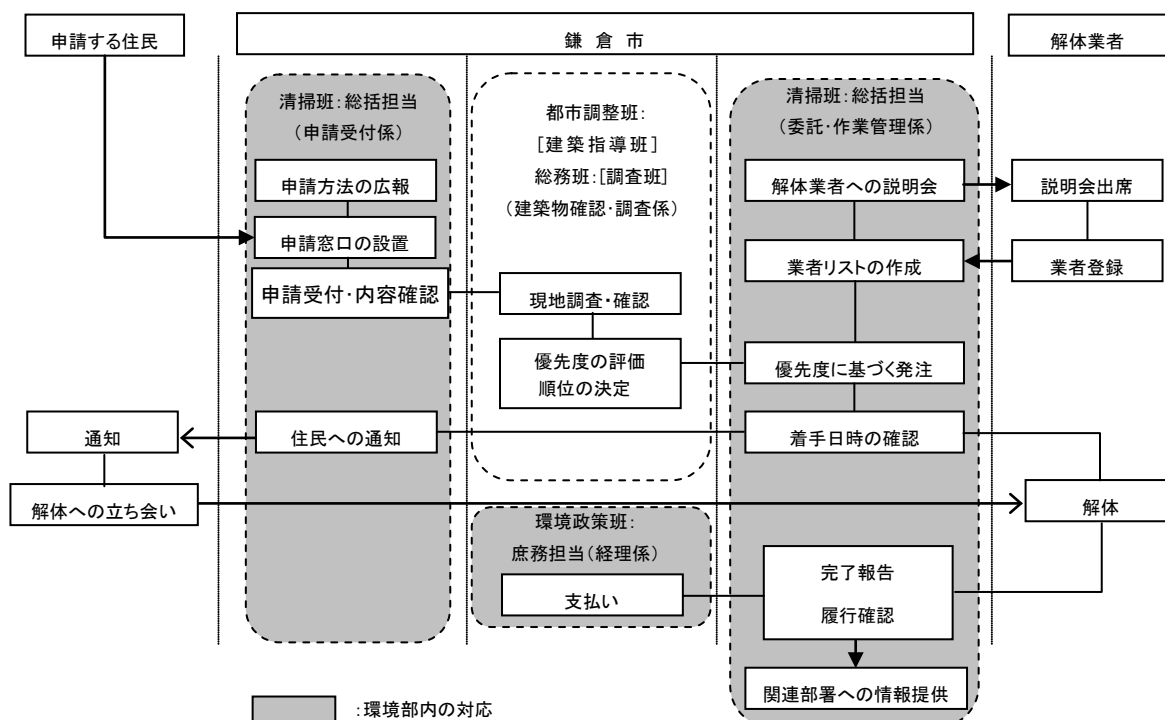 申請する住民
鎌倉市
解体業者
清掃班：総括担当
（申請受付係）
申請方法の広報
申請窓口の設置
申請受付・内容確認
住民への通知
都市調整班：
［建築指導班］
総務班：［調査班］
（建築物確認・調査係）
現地調査・確認
優先度の評価
順位の決定
清掃班：総括担当
（委託・作業管理係）
解体業者への説明会
業者リストの作成
優先度に基づく発注
着手日時の確認
説明会出席
業者登録
通知
解体への立ち会い
解体
環境政策班：
庶務担当（経理係）
支払い
完了報告
履行確認
関連部署への情報提供
：環境部内の対応